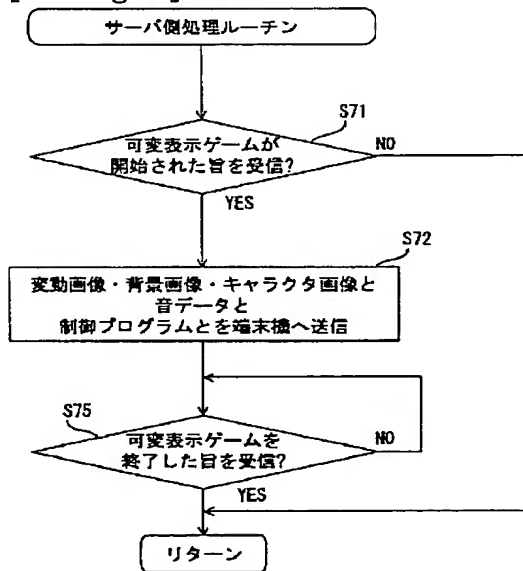 サーバ側処理ルーチン
S71
可変表示ゲームが
開始された旨を受信?
NO
YES
S72
変動画像・背景画像・キャラクタ画像と
音データと
制御プログラムとを端末機へ送信
S75
可変表示ゲームを
終了した旨を受信?
NO
YES
リターン